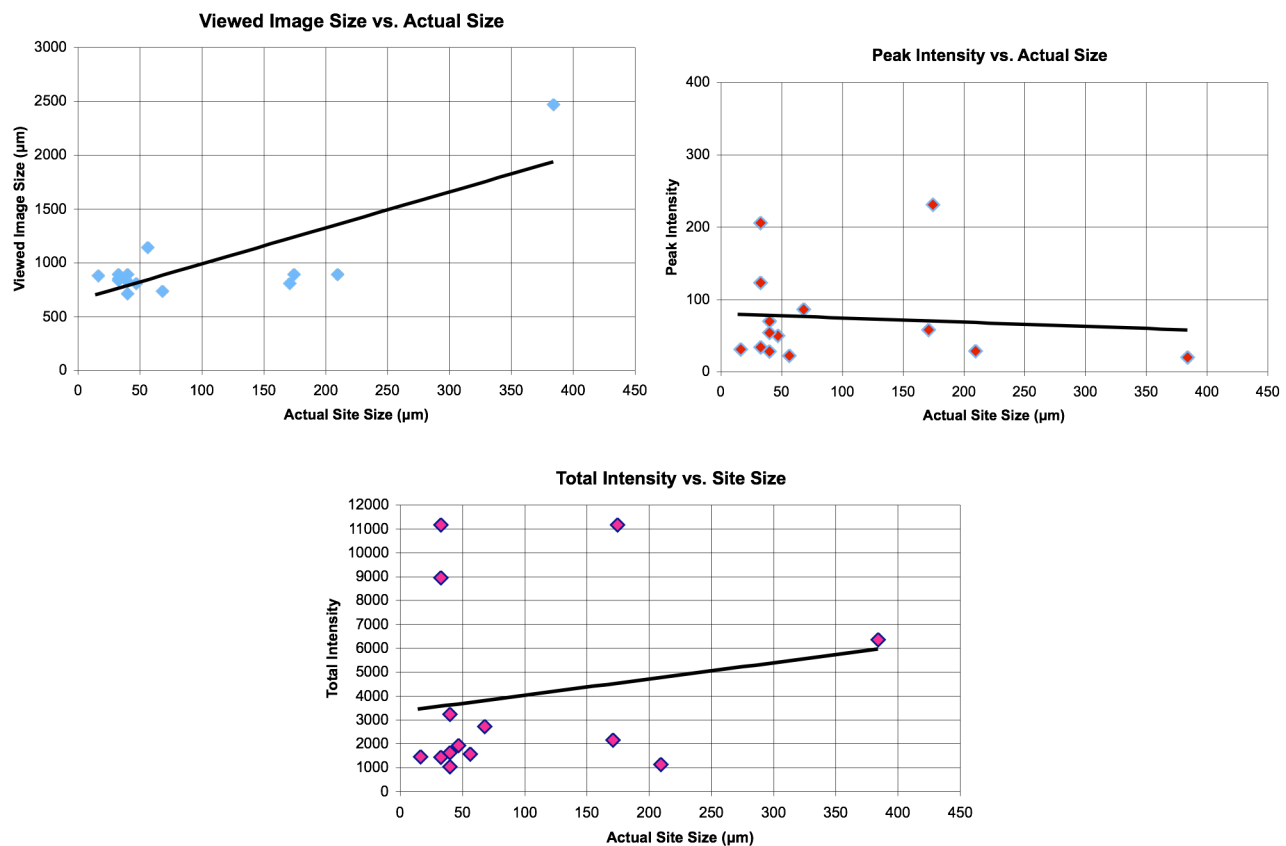 Viewed Image Size vs. Actual Size
3000
2500
2000
1500
1000
500
0
Viewed Image Size (µm)
0 50 100 150 200 250 300 350 400 450
Actual Site Size (µm)
Peak Intensity vs. Actual Size
400
300
200
100
0
Peak Intensity
0 50 100 150 200 250 300 350 400 450
Actual Site Size (µm)
Total Intensity vs. Site Size
12000
11000
10000
9000
8000
7000
6000
5000
4000
3000
2000
1000
0
Total Intensity
0 50 100 150 200 250 300 350 400 450
Actual Site Size (µm)